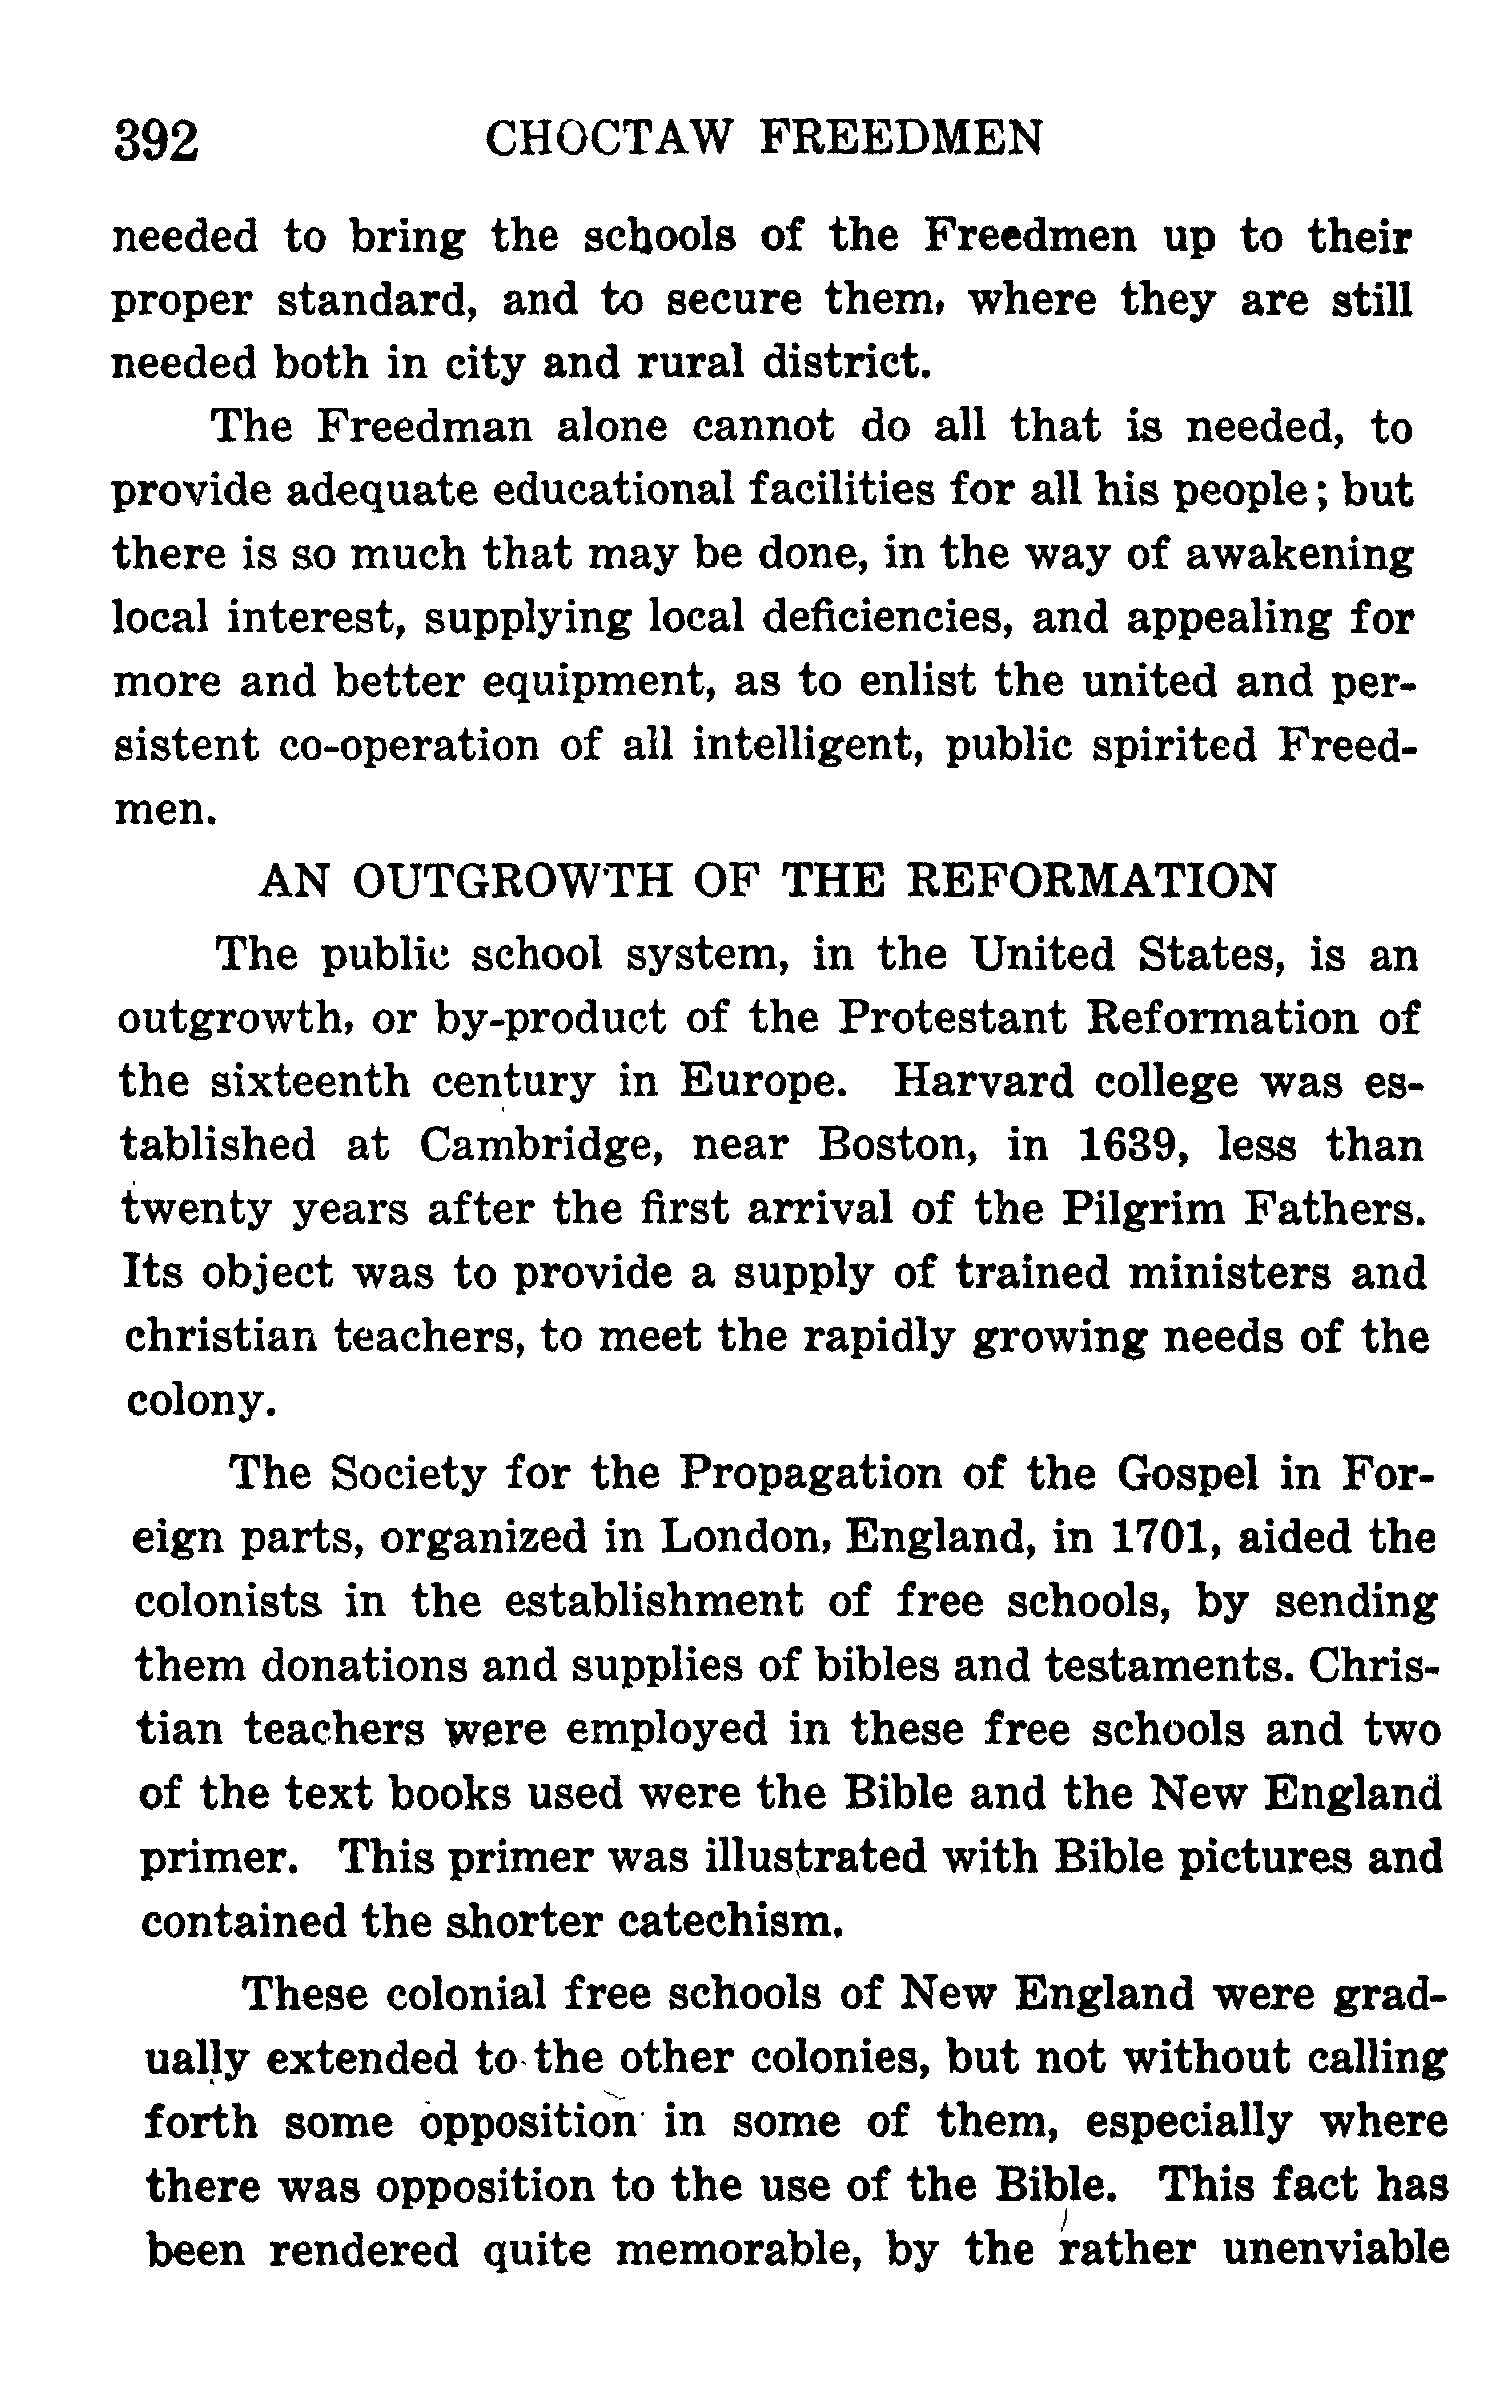 392 CHOCTAW FREEDMEN
needed to bring the schools of the Freedmen up to their
proper standard, and to secure them, where they are still
needed both in city and rural district.
The Freedman alone cannot do all that is needed, to
provide adequate educational facilities for all his people; but
there is so much that may be done, in the way of awakening
local interest, supplying local deficiencies, and appealing for
more and better equipment, as to enlist the united and per-
sistent co-operation of all intelligent, public spirited Freed-
men.
AN OUTGROWTH OF THE REFORMATION
The public school system, in the United States, is an
outgrowth, or by-product of the Protestant Reformation of
the sixteenth century in Europe. Harvard college was es-
tablished at Cambridge, near Boston, in 1639, less than
twenty years after the first arrival of the Pilgrim Fathers.
Its object was to provide a supply of trained ministers and
christian teachers, to meet the rapidly growing needs of the
colony.
The Society for the Propagation of the Gospel in For-
eign parts, organized in London, England, in 1701, aided the
colonists in the establishment of free schools, by sending
them donations and supplies of bibles and testaments. Chris-
tian teachers were employed in these free schools and two
of the text books used were the Bible and the New England
primer. This primer was illustrated with Bible pictures and
contained the shorter catechism.
These colonial free schools of New England were grad-
ually extended to the other colonies, but not without calling
forth some opposition in some of them, especially where
there was opposition to the use of the Bible. This fact has
been rendered quite memorable, by the rather unenviable